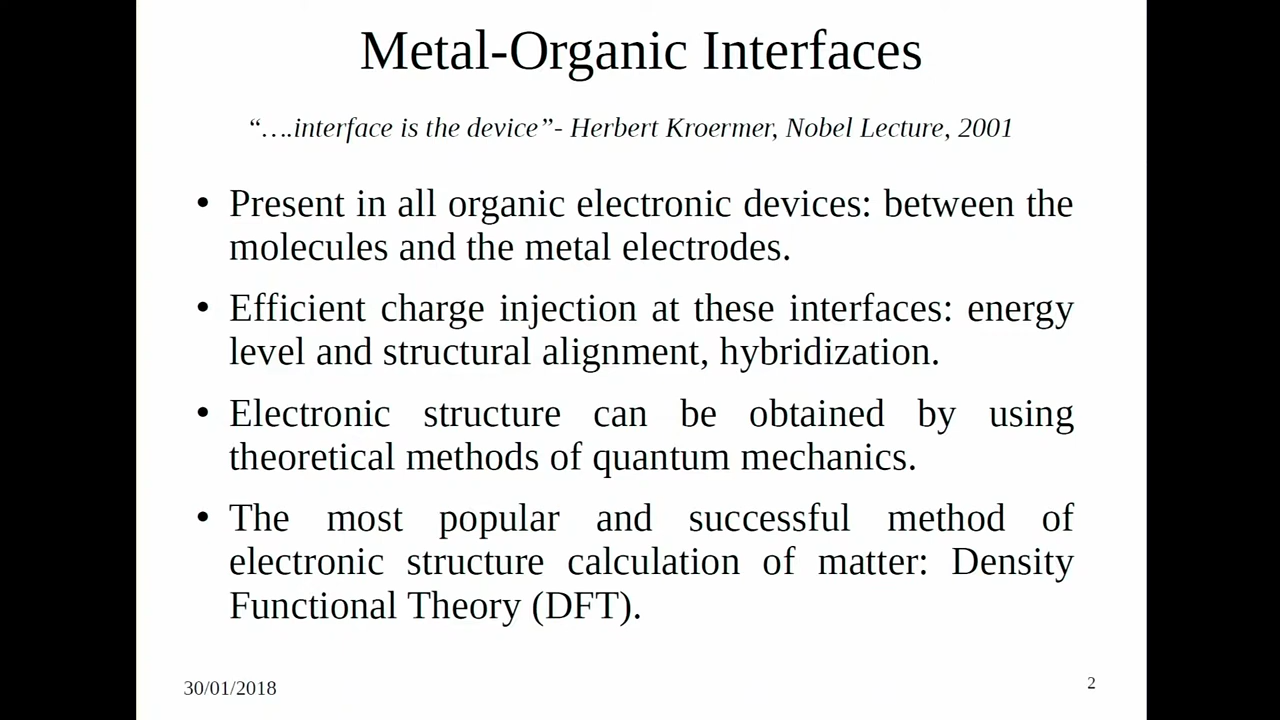 Metal-Organic Interfaces
“….interface is the device”- Herbert Kroermer, Nobel Lecture, 2001
• Present in all organic electronic devices: between the
molecules and the metal electrodes.
• Efficient charge injection at these interfaces: energy
level and structural alignment, hybridization.
• Electronic structure can be obtained by using
theoretical methods of quantum mechanics.
• The most popular and successful method of
electronic structure calculation of matter: Density
Functional Theory (DFT).
30/01/2018
2